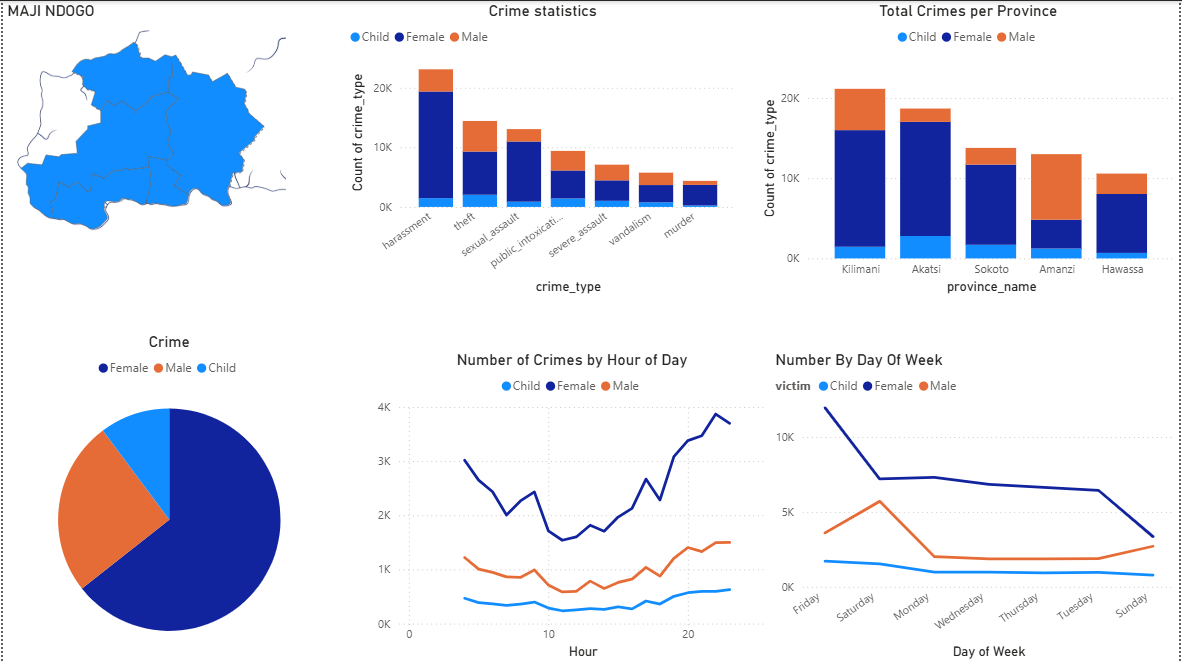 MAJI NDOGO
Crime statistics
Child Female Male
Count of crime_type
20K
10K
0K
harassment
theft
sexual_assault
public_intoxicati...
severe_assault
vandalism
murder
crime_type
Total Crimes per Province
Child Female Male
Count of crime_type
20K
10K
0K
Kilimani Akatsi Sokoto Amanzi Hawassa
province_name
Crime
Female Male Child
Number of Crimes by Hour of Day
Child Female Male
4K
3K
2K
1K
0K
0 10 20
Hour
Number By Day Of Week
victim Child Female Male
10K
5K
0K
Friday
Saturday
Monday
Wednesday
Thursday
Tuesday
Sunday
Day of Week